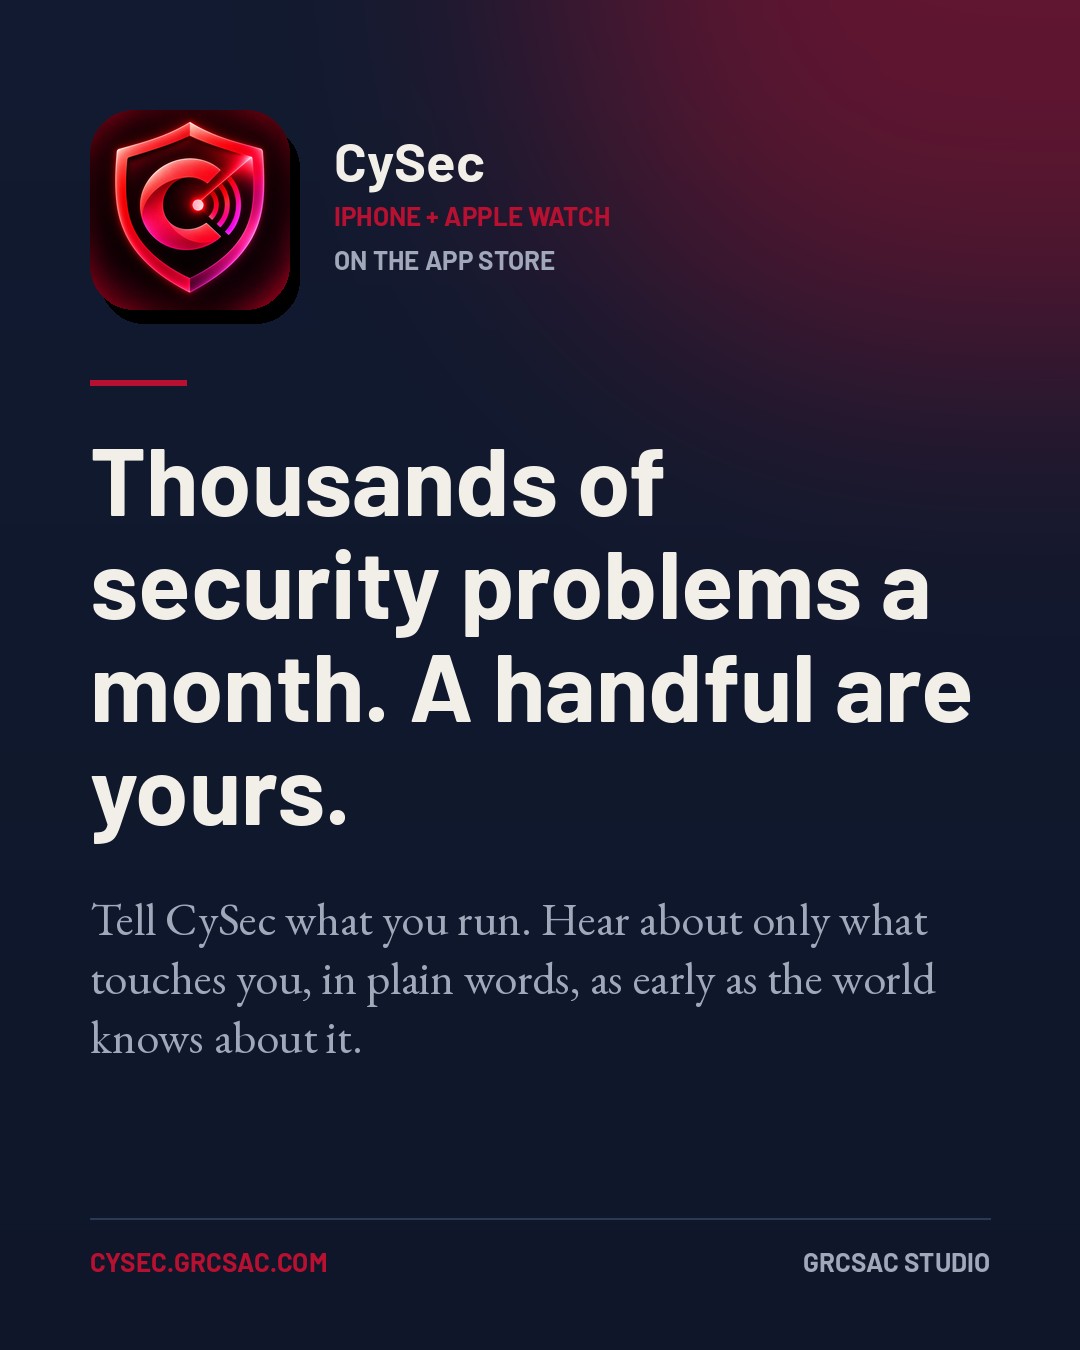 CySec
IPHONE + APPLE WATCH
ON THE APP STORE
Thousands of
security problems a
month. A handful are
yours.
Tell CySec what you run. Hear about only what
touches you, in plain words, as early as the world
knows about it.
CYSEC.GRCSAC.COM
GRCSAC STUDIO